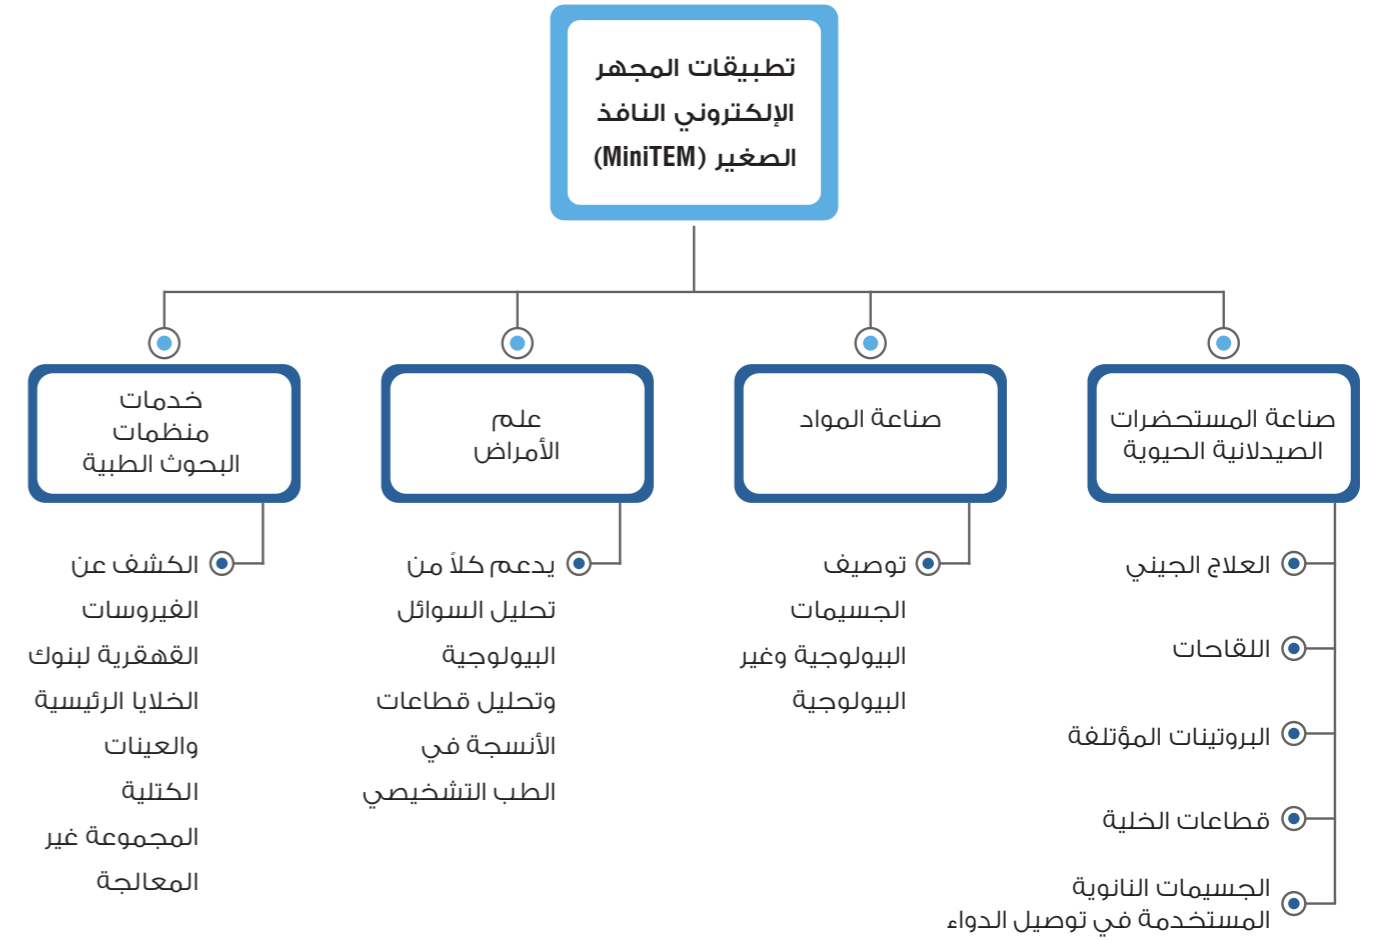 تطبيقات المجهر
الإلكتروني النافذ
الصغير (MiniTEM)
صناعة المستحضرات
الصيدلانية الحيوية
العلاج الجيني
اللقاحات
البروتينات المؤتلفة
قطاعات الخلية
الجسيمات النانوية
المستخدمة في توصيل الدواء
صناعة المواد
توصيف
الجسيمات
البيولوجية وغير
البيولوجية
علم
الأمراض
يدعم كلاً من
تحليل السوائل
البيولوجية
وتحليل قطاعات
الأنسجة في
الطب التشخيصي
خدمات
منظمات
البحوث الطبية
الكشف عن
الفيروسات
القهقرية لبنوك
الخلايا الرئيسية
والعينات
الكتلية
المجموعة غير
المعالجة